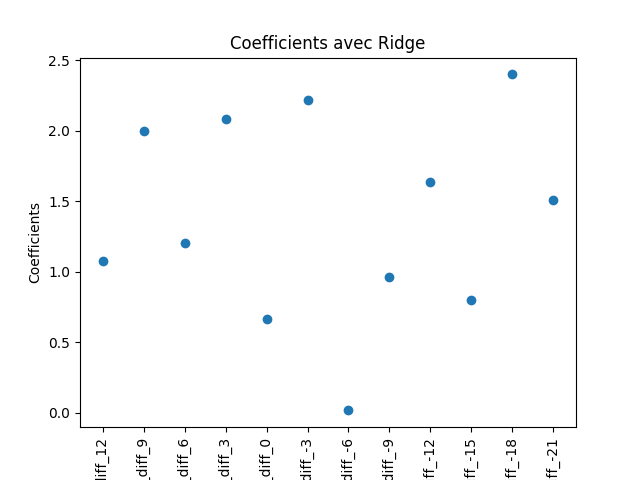 Coefficients avec Ridge
Coefficients
2.5
2.0
1.5
1.0
0.5
0.0
diff_12
_diff_9
_diff_6
_diff_3
_diff_0
diff_-3
diff_-6
diff_-9
ff_-12
ff_-15
ff_-18
ff_-21